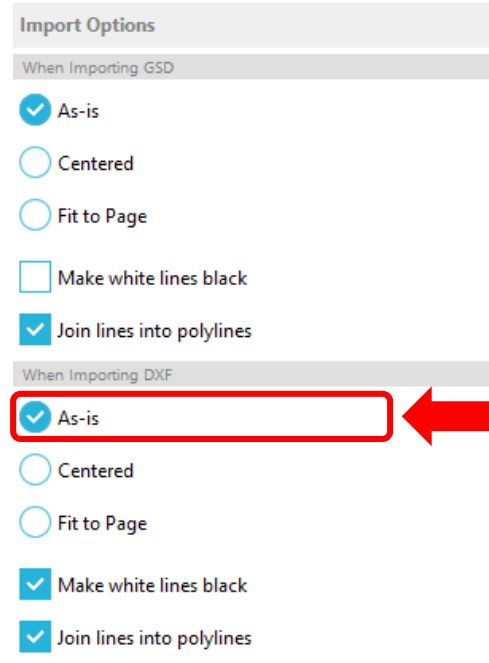 Import Options
When Importing GSD
As-is
Centered
Fit to Page
Make white lines black
Join lines into polylines
When Importing DXF
As-is
Centered
Fit to Page
Make white lines black
Join lines into polylines